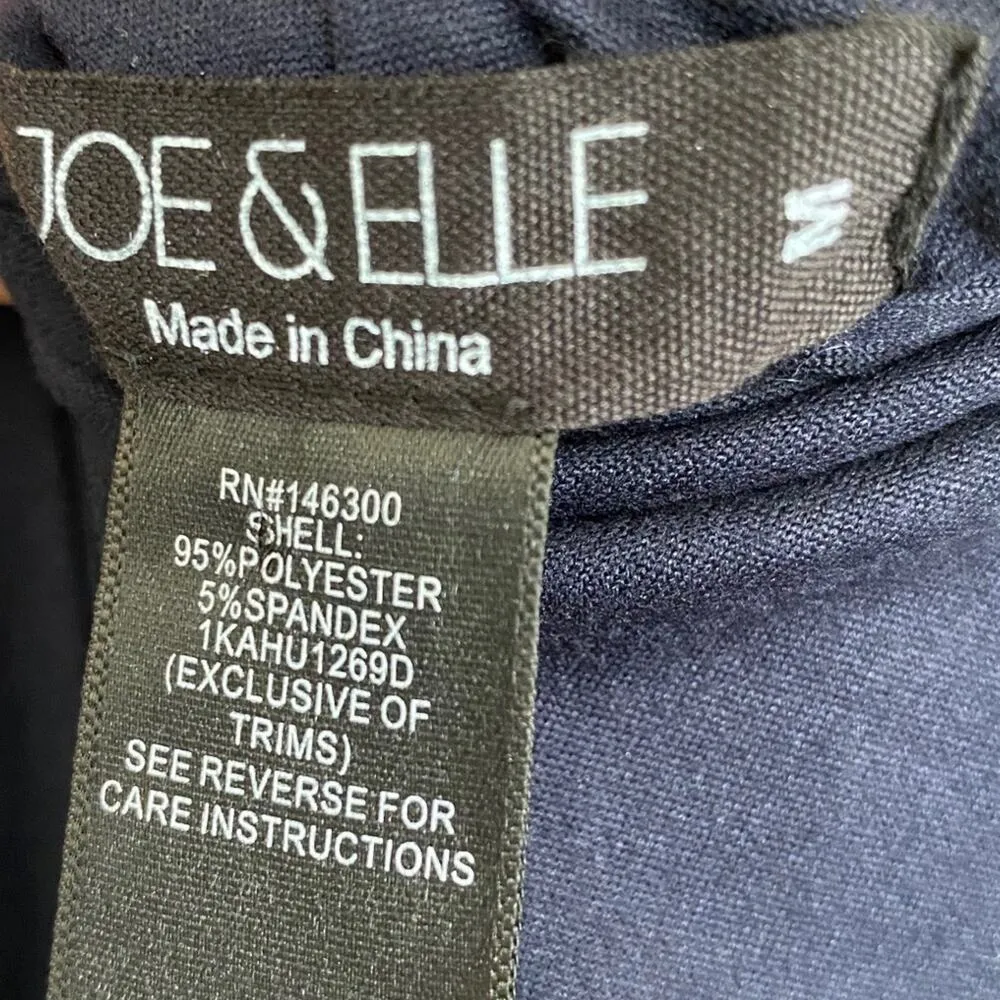 JOE & ELLE
M
Made in China
RN#146300
SHELL:
95%POLYESTER
5%SPANDEX
1KAHU1269D
(EXCLUSIVE OF
TRIMS)
SEE REVERSE FOR
CARE INSTRUCTIONS